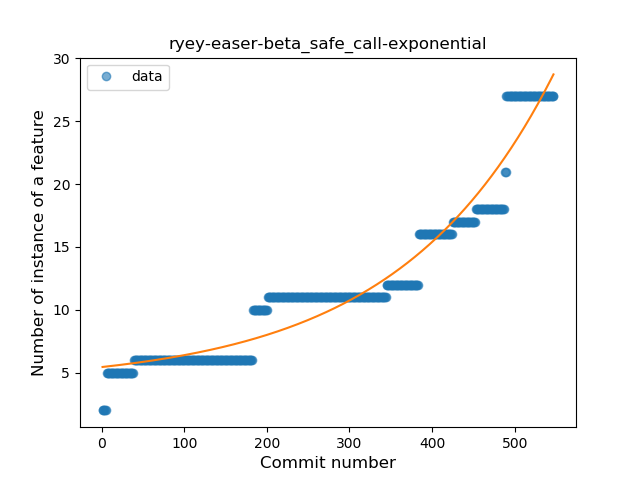 ryey-easer-beta_safe_call-exponential
data
Number of instance of a feature
30
25
20
15
10
5
0 100 200 300 400 500
Commit number